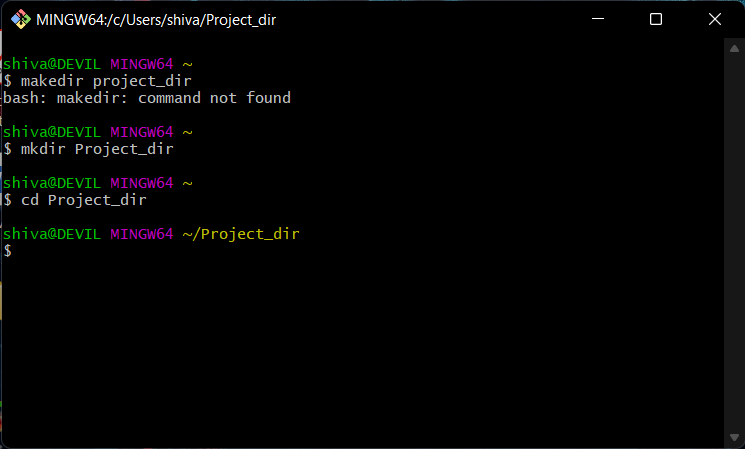 MINGW64:/c/Users/shiva/Project_dir
shiva@DEVIL MINGW64 ~
$ makedir project_dir
bash: makedir: command not found
shiva@DEVIL MINGW64 ~
$ mkdir Project_dir
shiva@DEVIL MINGW64 ~
$ cd Project_dir
shiva@DEVIL MINGW64 ~/Project_dir
$